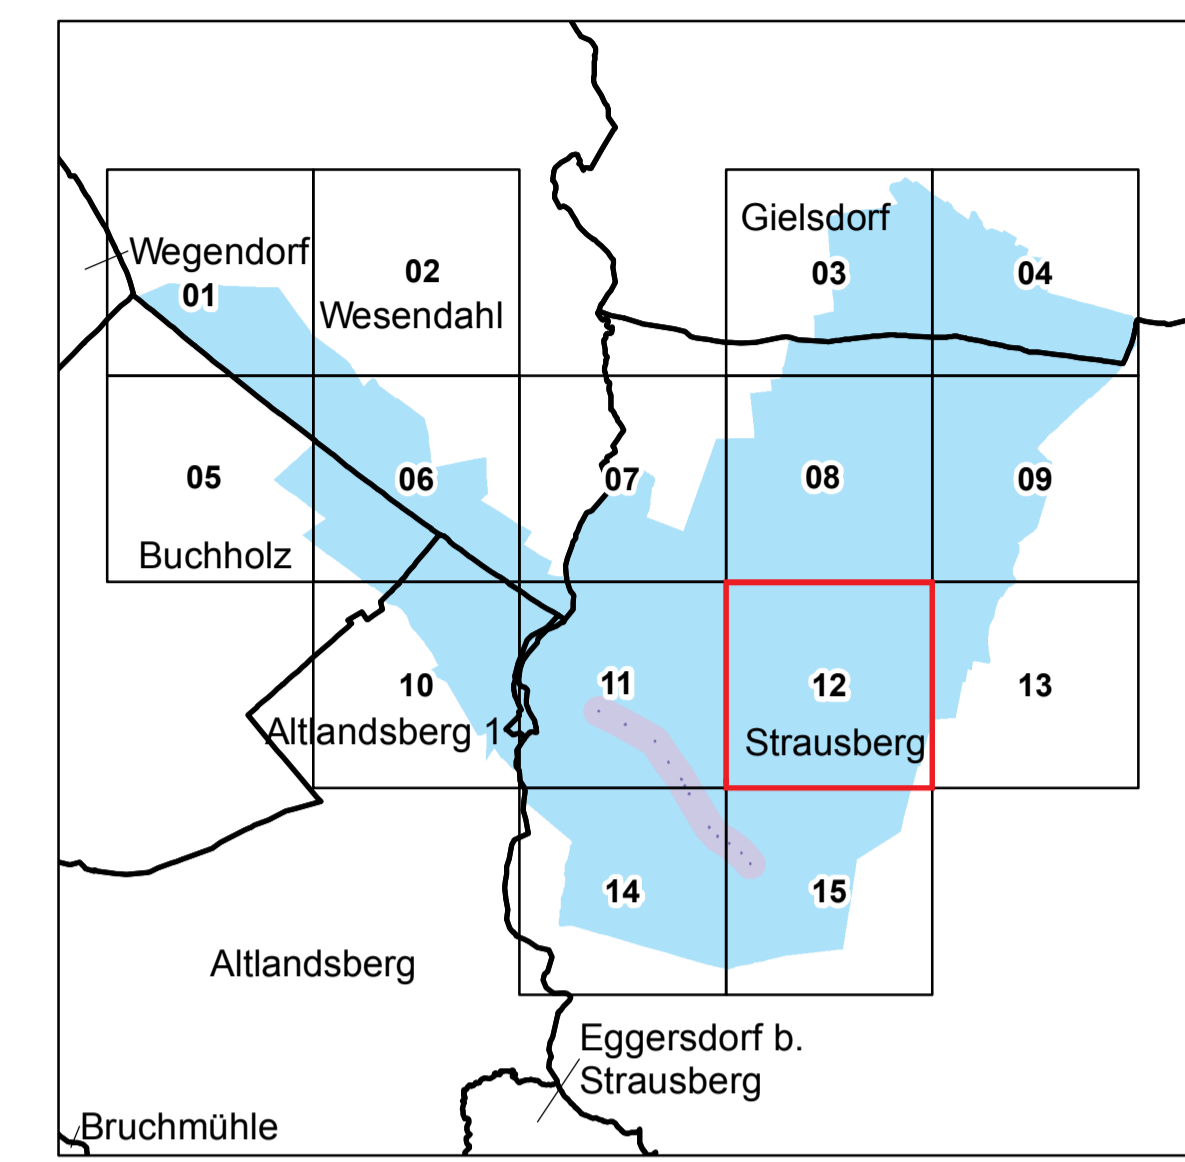 Gielsdorf
Wegendorf
01
02
Wesendahl
03
04
05
06
07
08
09
Buchholz
10
Altlandsberg 1
11
12
Strausberg
13
14
15
Altlandsberg
Eggersdorf b.
Strausberg
Bruchmühle